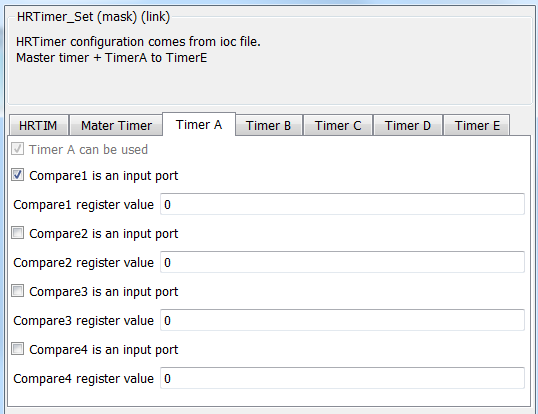 HRTimer_Set (mask) (link)
HRTimer configuration comes from ioc file.
Master timer + TimerA to TimerE
HRTIM Mater Timer Timer A Timer B Timer C Timer D Timer E
Timer A can be used
Compare1 is an input port
Compare1 register value 0
Compare2 is an input port
Compare2 register value 0
Compare3 is an input port
Compare3 register value 0
Compare4 is an input port
Compare4 register value 0